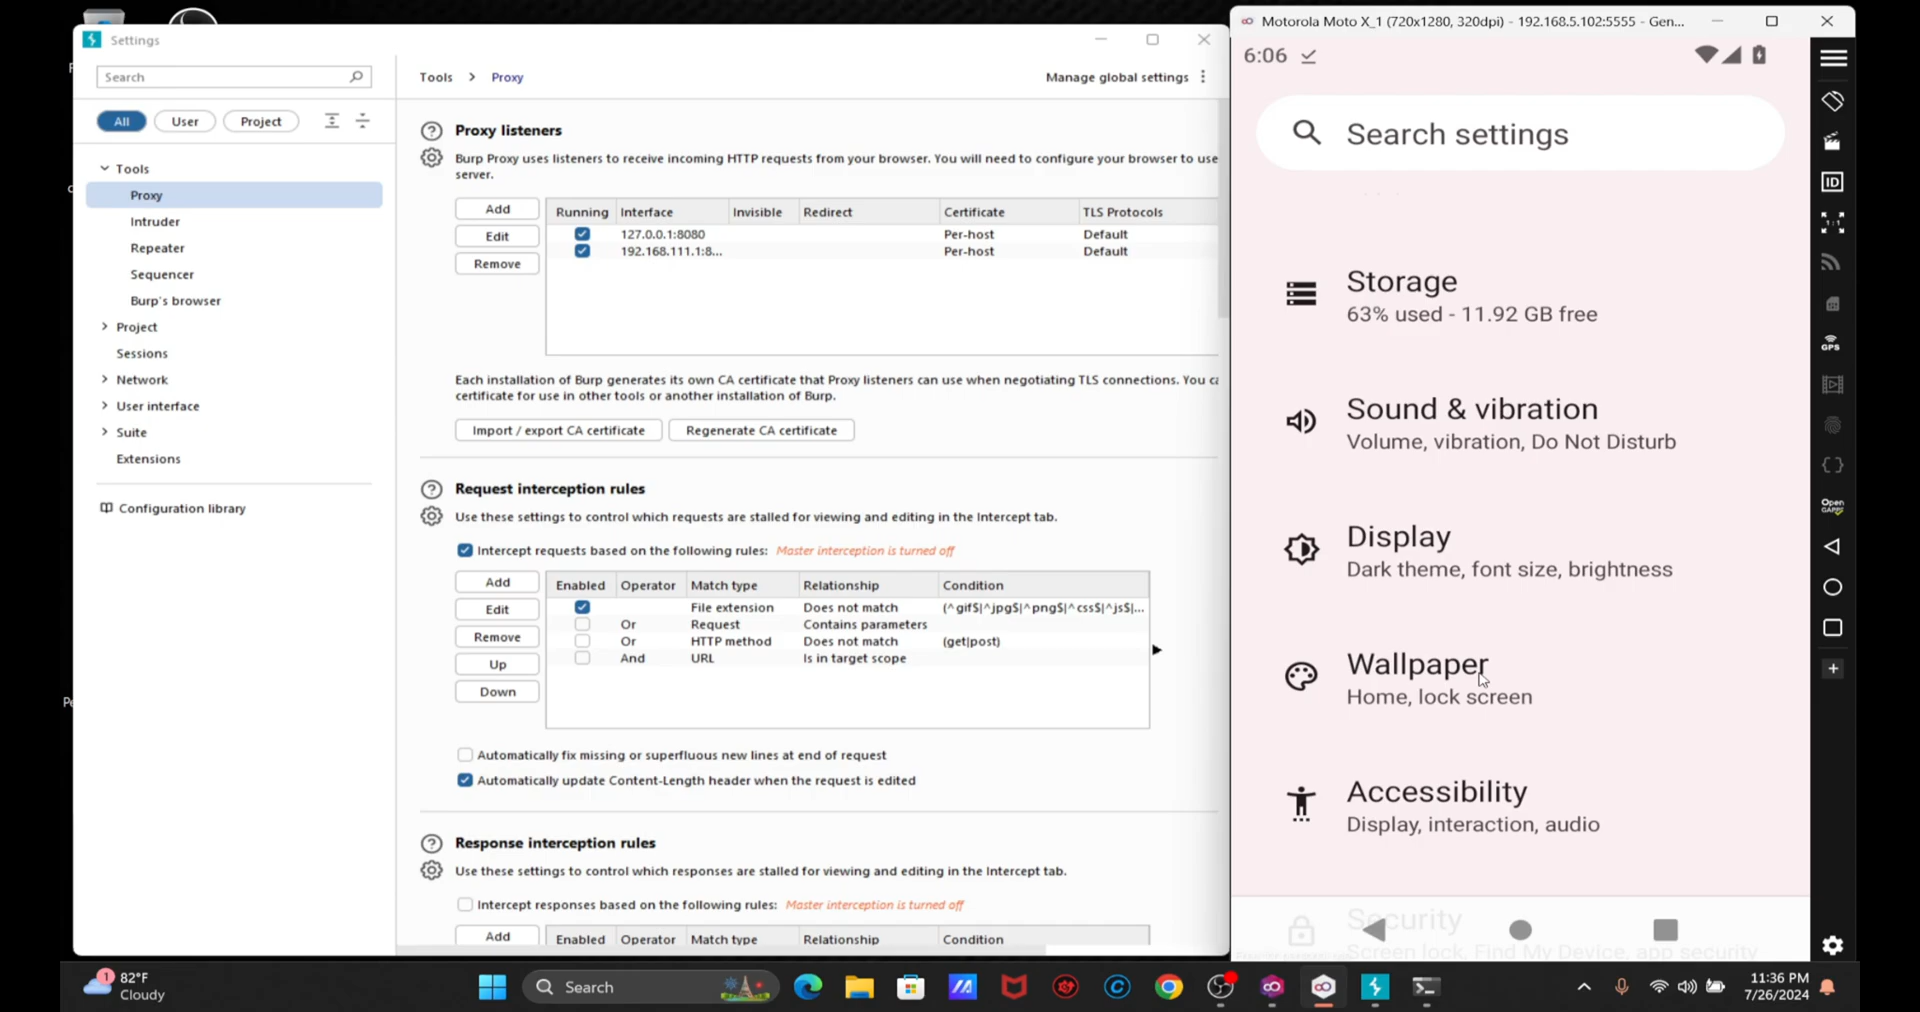 Settings
Search
All User Project
Tools
Proxy
Intruder
Repeater
Sequencer
Burp's browser
Project
Sessions
Network
User interface
Suite
Extensions
Configuration library
Tools > Proxy
Manage global settings
Proxy listeners
Burp Proxy uses listeners to receive incoming HTTP requests from your browser. You will need to configure your browser to use
server.
Add
Edit
Remove
Running Interface Invisible Redirect Certificate TLS Protocols
127.0.0.1:8080 Per-host Default
192.168.111.1:8... Per-host Default
Each installation of Burp generates its own CA certificate that Proxy listeners can use when negotiating TLS connections. You
certificate for use in other tools or another installation of Burp.
Import / export CA certificate Regenerate CA certificate
Request interception rules
Use these settings to control which requests are stalled for viewing and editing in the Intercept tab.
Intercept requests based on the following rules: Master interception is turned off
Add
Edit
Remove
Up
Down
Enabled Operator Match type Relationship Condition
File extension Does not match (^gif$|^jpg$|^png$|^css$|^js$|...
Or Request Contains parameters
Or HTTP method Does not match (get|post)
And URL Is in target scope
Automatically fix missing or superfluous new lines at end of request
Automatically update Content-Length header when the request is edited
Response interception rules
Use these settings to control which responses are stalled for viewing and editing in the Intercept tab.
Intercept responses based on the following rules: Master interception is turned off
Add
Enabled Operator Match type Relationship Condition
Motorola Moto X_1 (720x1280, 320dpi) - 192.168.5.102:5555 - Gen...
6:06
Search settings
Storage
63% used - 11.92 GB free
Sound & vibration
Volume, vibration, Do Not Disturb
Display
Dark theme, font size, brightness
Wallpaper
Home, lock screen
Accessibility
Display, interaction, audio
Security
Screen lock, Find My Device, app security
ID
1:1
GPS
Open
GAPPS
1
82°F
Cloudy
Search
11:36 PM
7/26/2024